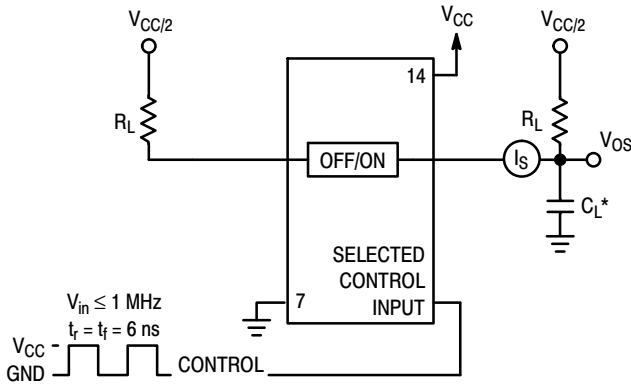 V_CC/2
V_CC
V_CC/2
14
R_L
R_L
V_OS
OFF/ON
I_S
C_L*
SELECTED
CONTROL
INPUT
7
V_in ≤ 1 MHz
t_r = t_f = 6 ns
V_CC
GND
CONTROL